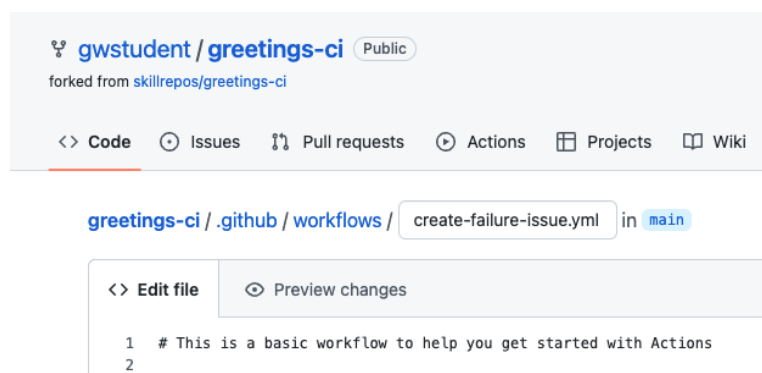 gwstudent / greetings-ci Public
forked from skillrepos/greetings-ci
Code Issues Pull requests Actions Projects Wiki
greetings-ci / .github / workflows / create-failure-issue.yml in main
Edit file Preview changes
1 # This is a basic workflow to help you get started with Actions
2